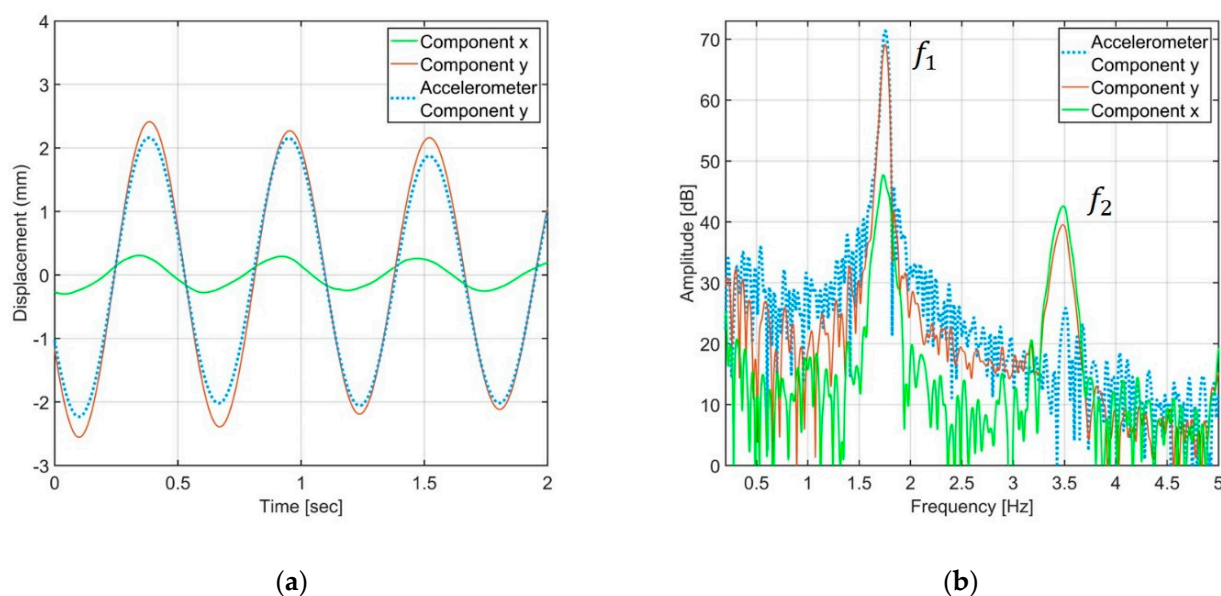 4
3
2
1
0
-1
-2
-3
Displacement (mm)
0
0.5
1
1.5
2
Time [sec]
Component x
Component y
Accelerometer
Component y
(a)
70
60
50
40
30
20
10
0
Amplitude [dB]
0.5
1
1.5
2
2.5
3
3.5
4
4.5
5
Frequency [Hz]
f1
f2
Accelerometer
Component y
Component y
Component x
(b)